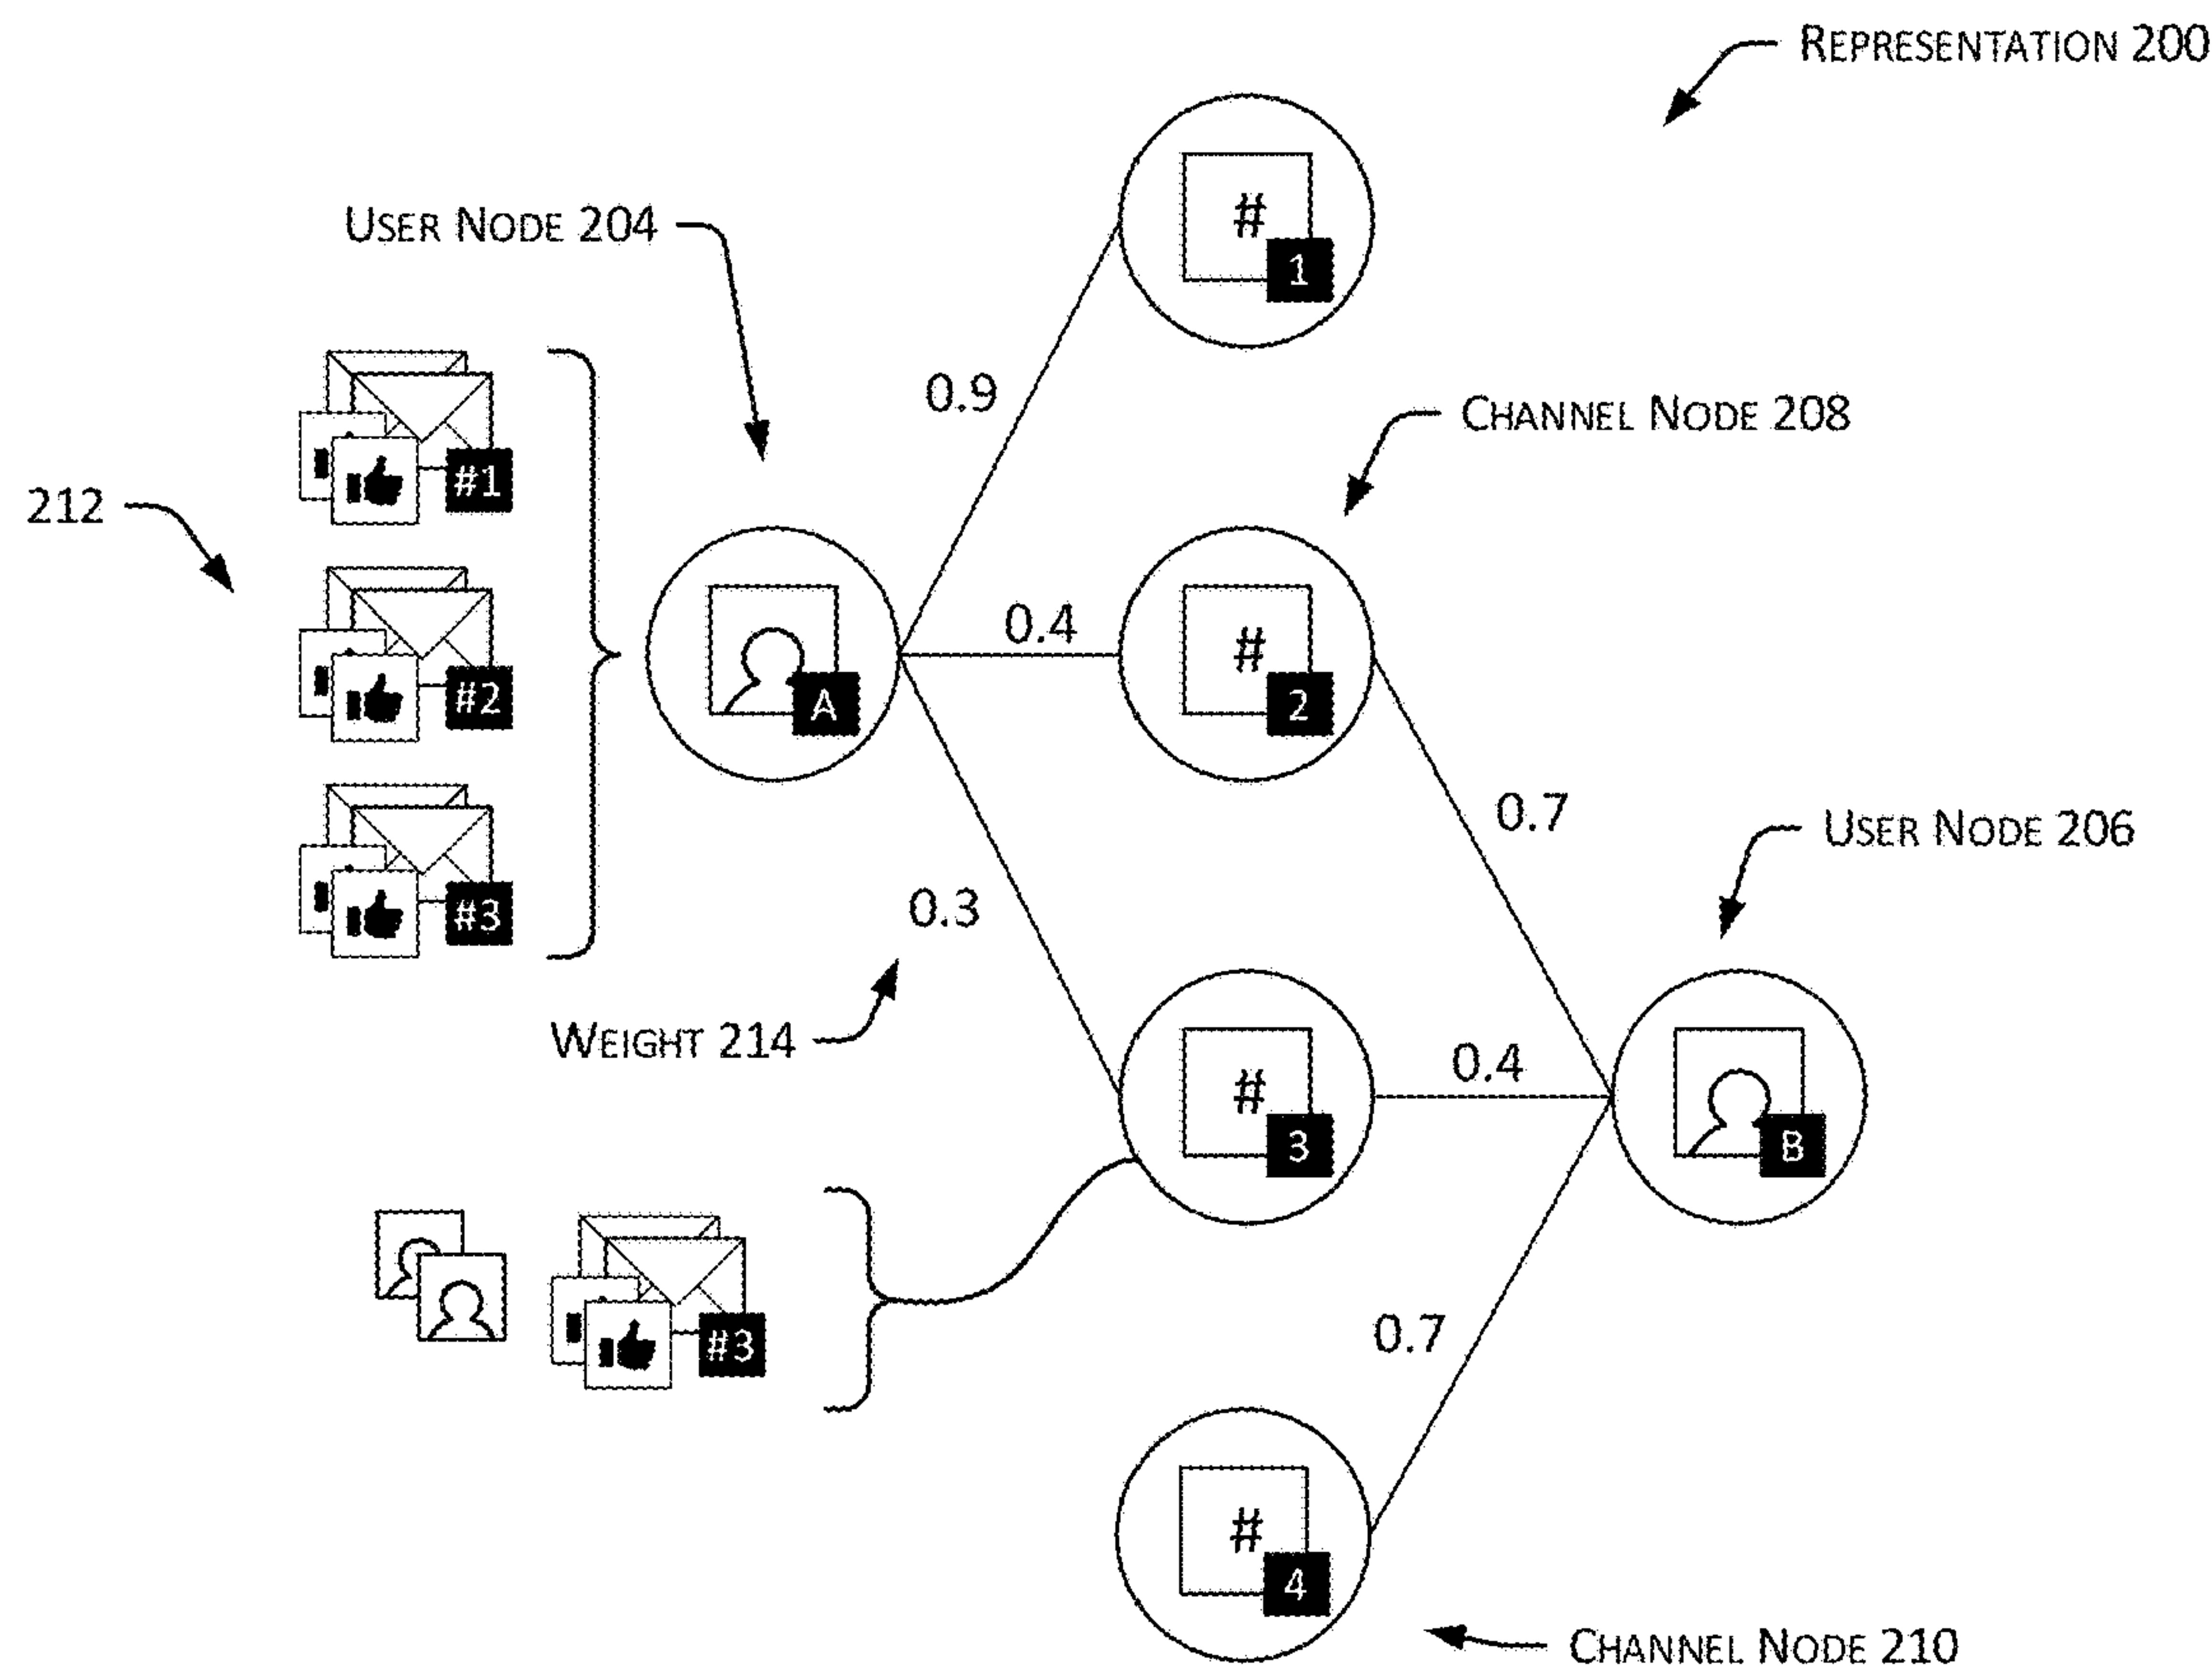 REPRESENTATION 200
#
1
USER NODE 204
0.9
CHANNEL NODE 208
#1
212
0.4
#
2
#2
A
0.7
USER NODE 206
#3
0.3
WEIGHT 214
0.4
#
3
B
#3
0.7
#
4
CHANNEL NODE 210